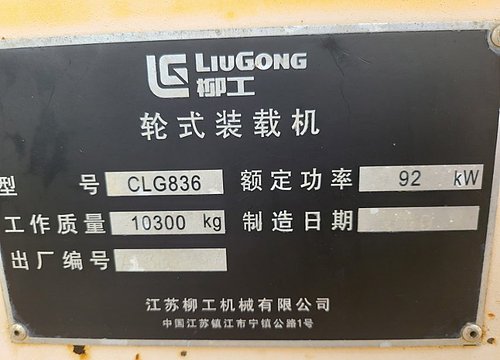 LG LIUGONG
柳工
轮式装载机
型 号 CLG836 额定功率 92 kW
工作质量 10300 kg 制造日期
出厂编号
江苏柳工机械有限公司
中国江苏镇江市宁镇公路1号